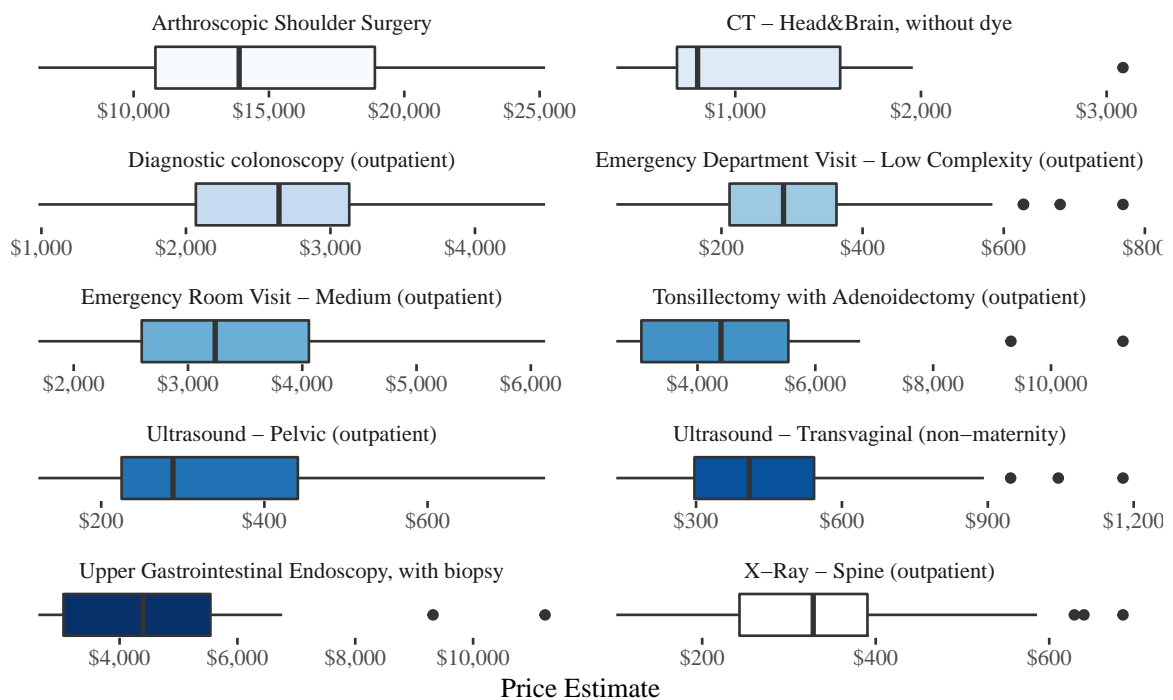 Arthroscopic Shoulder Surgery
CT – Head&Brain, without dye
$10,000 $15,000 $20,000 $25,000
$1,000 $2,000 $3,000
Diagnostic colonoscopy (outpatient)
Emergency Department Visit – Low Complexity (outpatient)
$1,000 $2,000 $3,000 $4,000
$200 $400 $600 $800
Emergency Room Visit – Medium (outpatient)
Tonsillectomy with Adenoidectomy (outpatient)
$2,000 $3,000 $4,000 $5,000 $6,000
$4,000 $6,000 $8,000 $10,000
Ultrasound – Pelvic (outpatient)
Ultrasound – Transvaginal (non–maternity)
$200 $400 $600
$300 $600 $900 $1,200
Upper Gastrointestinal Endoscopy, with biopsy
X–Ray – Spine (outpatient)
$4,000 $6,000 $8,000 $10,000
$200 $400 $600
Price Estimate